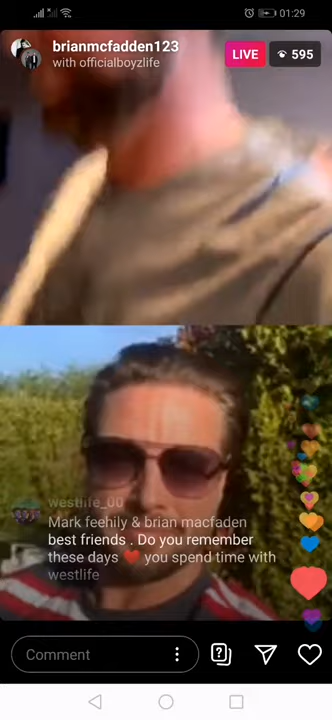 01:29
brianmcfadden123
with officialboyzlife
LIVE
595
westlife_00
Mark feehily & brian macfaden
best friends . Do you remember
these days ❤️ you spend time with
westlife
Comment